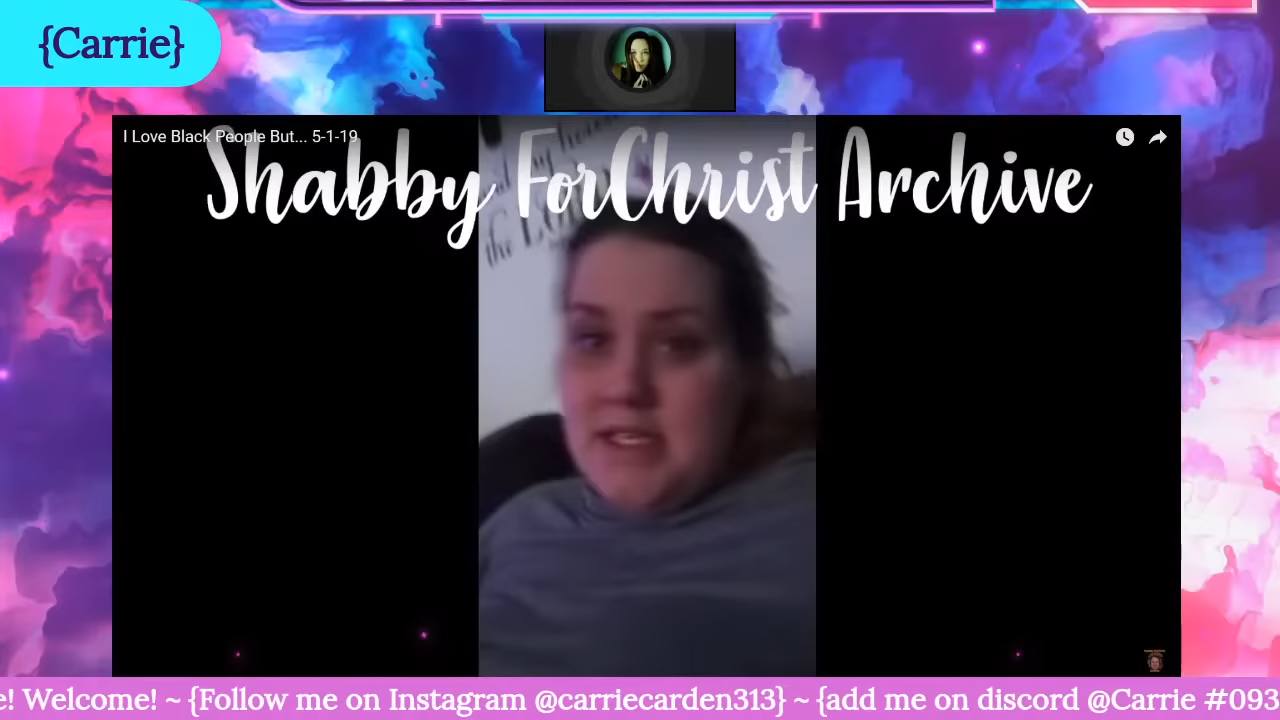 {Carrie}
I Love Black People But... 5-1-19
Shabby ForChrist Archive
the
e! Welcome! ~ {Follow me on Instagram @carriecarden313} ~ {add me on discord @Carrie #093